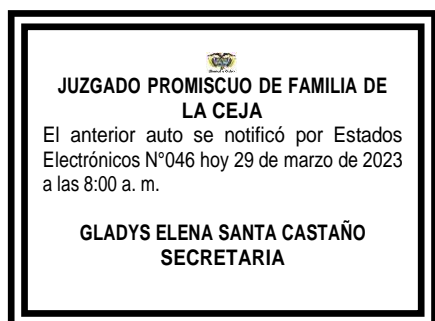 JUZGADO PROMISCUO DE FAMILIA DE
LA CEJA
El anterior auto se notificó por Estados
Electrónicos N°046 hoy 29 de marzo de 2023
a las 8:00 a. m.
GLADYS ELENA SANTA CASTAÑO
SECRETARIA